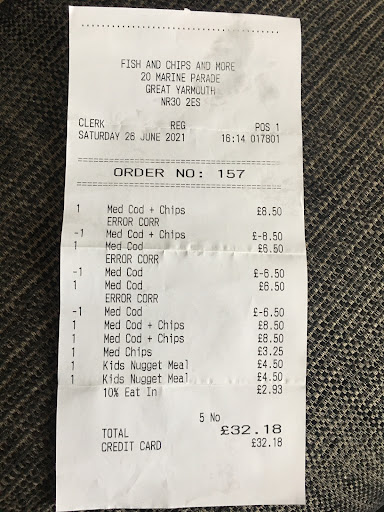 FISH AND CHIPS AND MORE
20 MARINE PARADE
GREAT YARMOUTH
NR30 2ES
CLERK REG POS 1
SATURDAY 26 JUNE 2021 16:14 017801
ORDER NO: 157
1 Med Cod + Chips £8.50
ERROR CORR
-1 Med Cod + Chips £-8.50
1 Med Cod £6.50
ERROR CORR
-1 Med Cod £-6.50
1 Med Cod £6.50
ERROR CORR
-1 Med Cod £-6.50
1 Med Cod + Chips £8.50
1 Med Cod + Chips £8.50
1 Med Chips £3.25
1 Kids Nugget Meal £4.50
1 Kids Nugget Meal £4.50
10% Eat In £2.93
5 No
TOTAL £32.18
CREDIT CARD £32.18